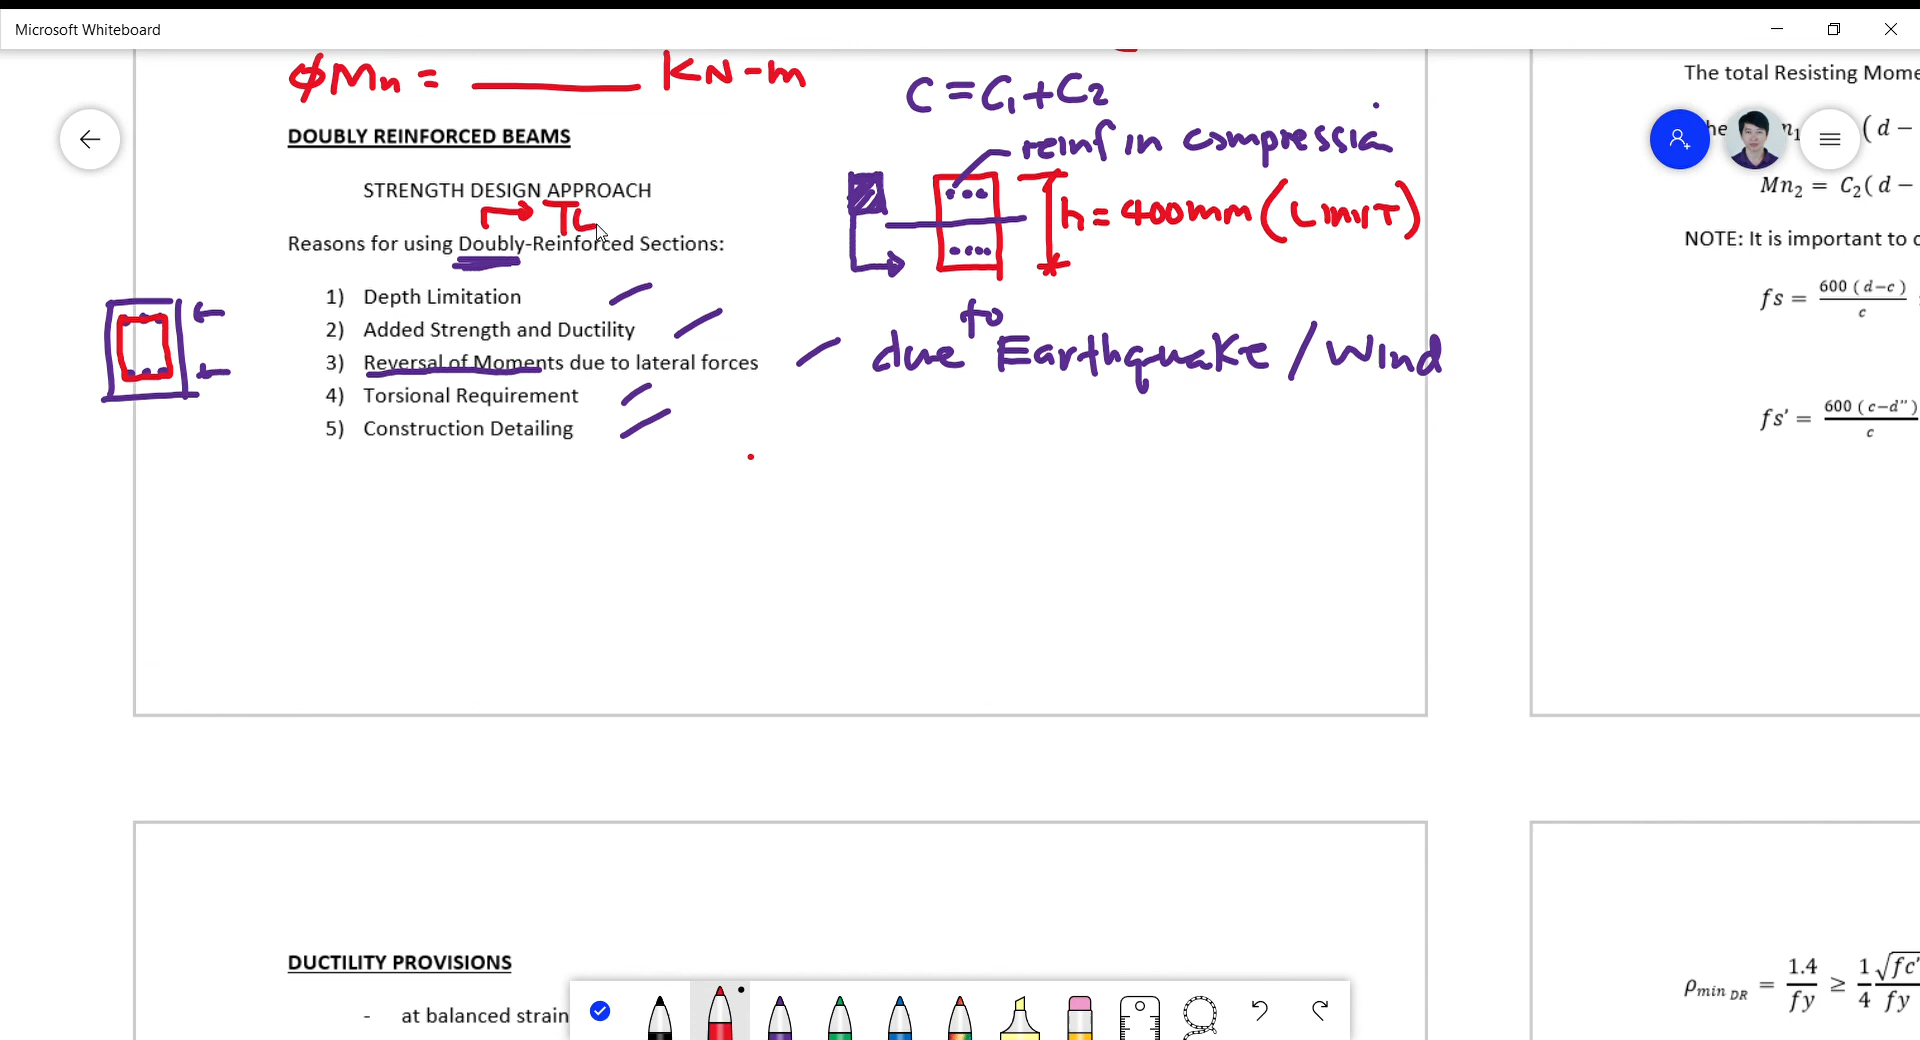 Microsoft Whiteboard
ϕMn = ______ KN-m
C = C1 + C2
DOUBLY REINFORCED BEAMS
reinf in compressio
STRENGTH DESIGN APPROACH
TC
h = 400mm (LIMIT)
Reasons for using Doubly-Reinforced Sections:
1) Depth Limitation
2) Added Strength and Ductility
3) Reversal of Moments due to lateral forces
due to Earthquake / Wind
4) Torsional Requirement
5) Construction Detailing
The total Resisting Mome
he n1 ( d −
Mn2 = C2( d −
NOTE: It is important to c
fs = 600 ( d−c ) / c
fs' = 600 ( c−d" ) / c
DUCTILITY PROVISIONS
- at balanced strain
ρmin DR = 1.4 / fy ≥ 1/4 √fc' / fy